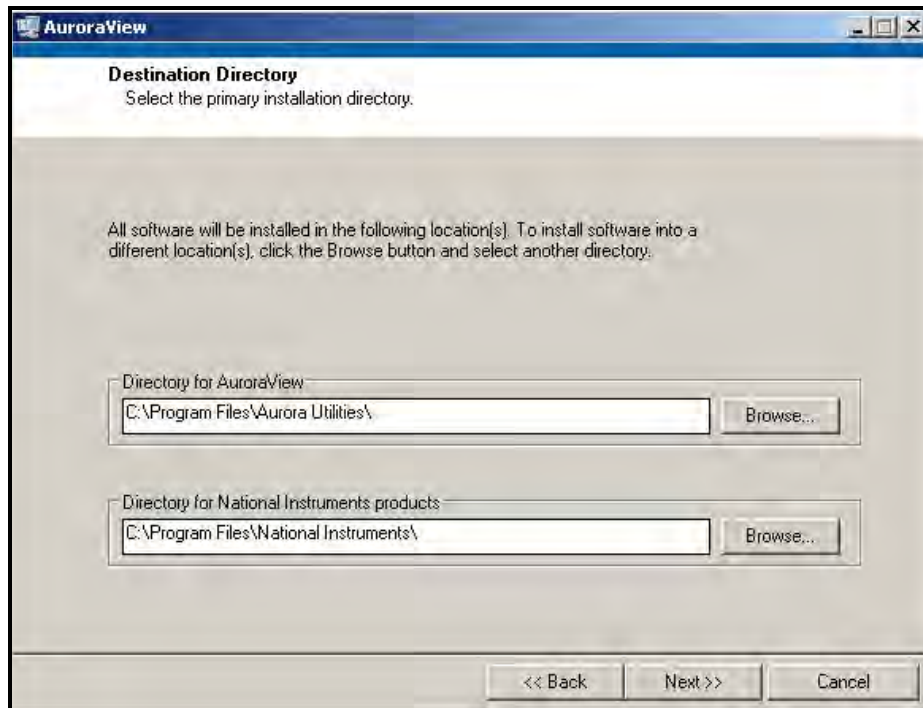 AuroraView
Destination Directory
Select the primary installation directory.
All software will be installed in the following location(s). To install software into a
different location(s), click the Browse button and select another directory.
Directory for AuroraView
C:\Program Files\Aurora Utilities\
Browse...
Directory for National Instruments products
C:\Program Files\National Instruments\
Browse...
<< Back
Next >>
Cancel